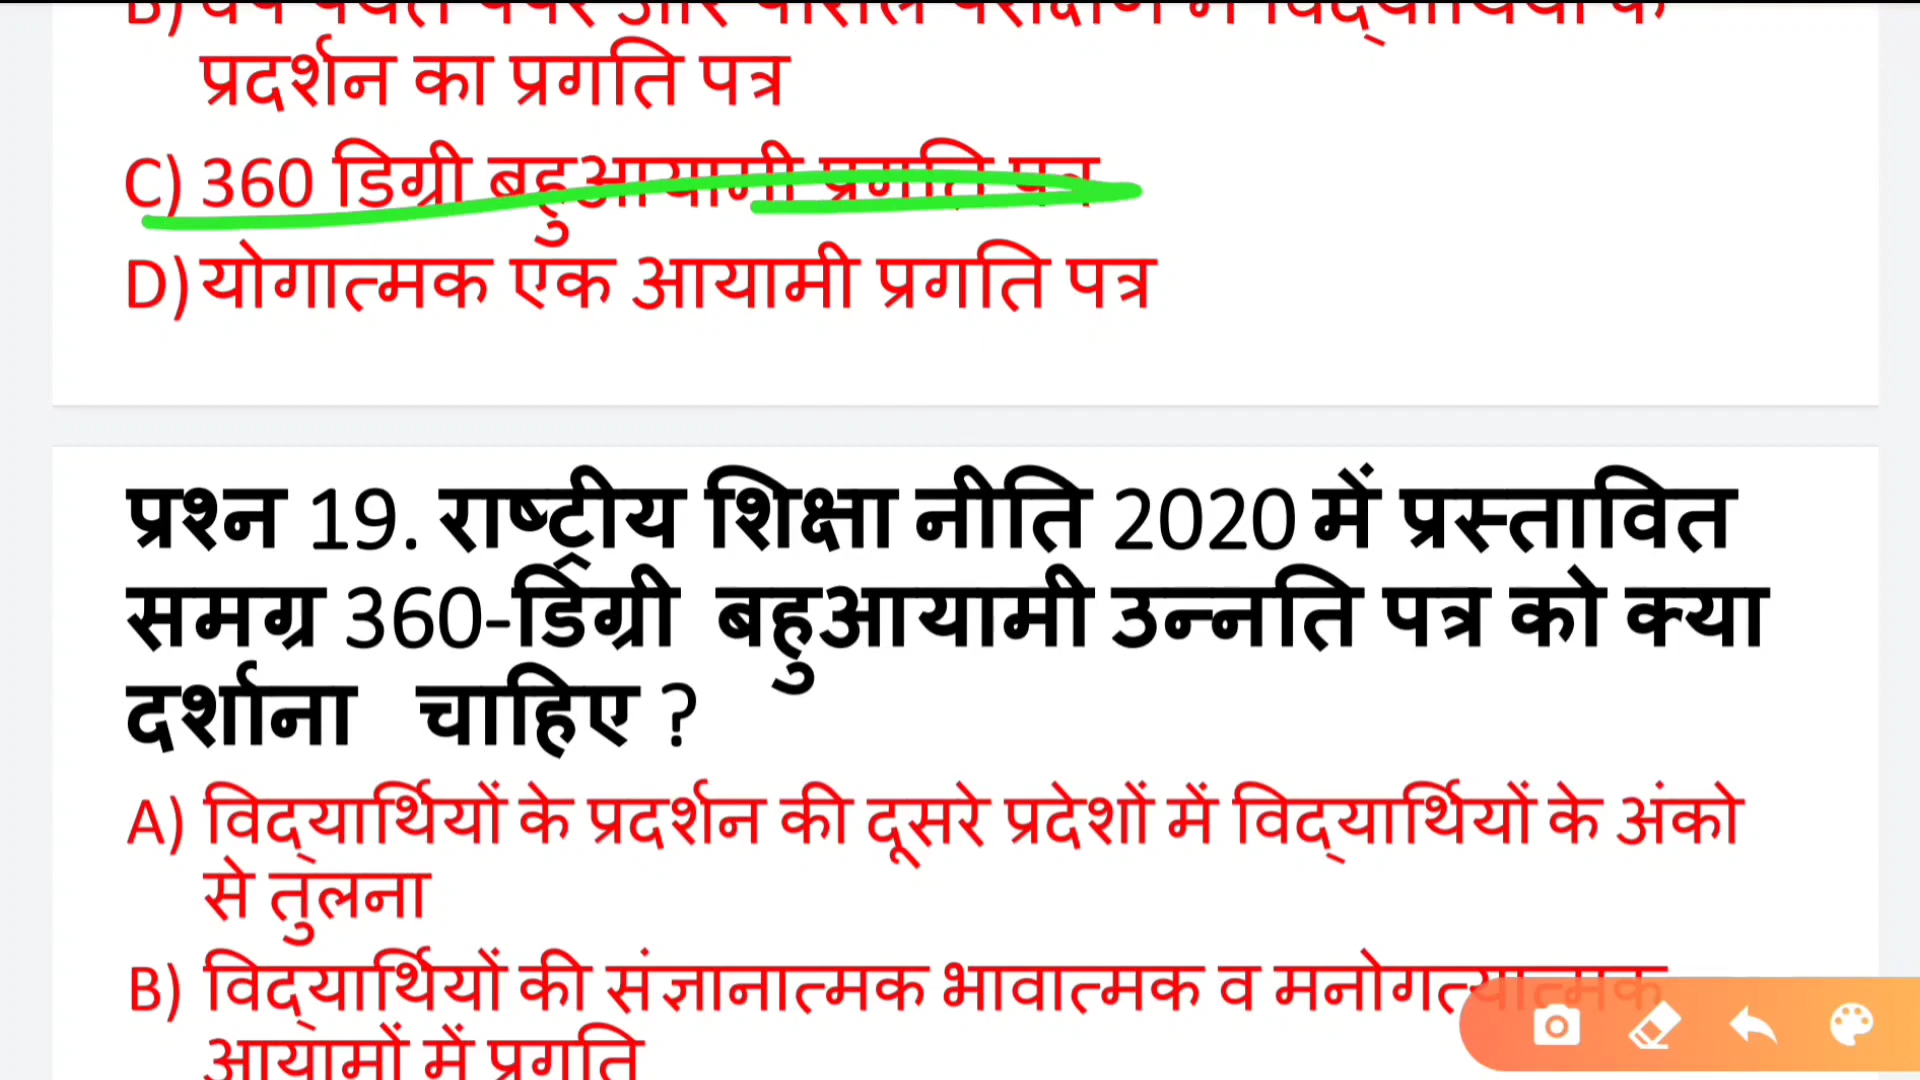 प्रदर्शन का प्रगति पत्र
C) 360 डिग्री बहुआयामी प्रगति पत्र
D) योगात्मक एक आयामी प्रगति पत्र
प्रश्न 19. राष्ट्रीय शिक्षा नीति 2020 में प्रस्तावित
समग्र 360-डिग्री बहुआयामी उन्नति पत्र को क्या
दर्शाना चाहिए ?
A) विद्यार्थियों के प्रदर्शन की दूसरे प्रदेशों में विद्यार्थियों के अंको
से तुलना
B) विद्यार्थियों की संज्ञानात्मक भावात्मक व मनोगत्यात्मक
आयामों में प्रगति